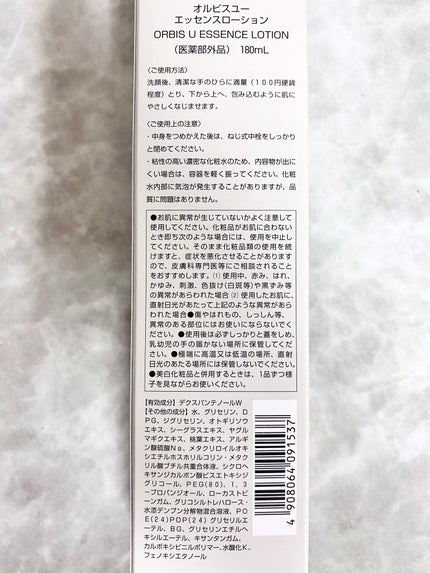 オルビスユー
エッセンスローション
ORBIS U ESSENCE LOTION
(医薬部外品) 180mL
〈ご使用方法〉
洗顔後、清潔な手のひらに適量(100円硬貨
程度)とり、下から上へ、包み込むように肌に
やさしくなじませます。
〈ご使用上の注意〉
・中身をつめかえた後は、ねじ式中栓をしっかり
と閉めてください。
・粘性の高い濃密な化粧水のため、内容物が出に
くい場合は、容器を軽く振ってください。化粧
水内部に気泡が発生することがありますが、品
質に問題はありません。
●お肌に異常が生じていないかよく注意して
使用してください。化粧品がお肌に合わない
とき即ち次のような場合には、使用を中止し
てください。そのまま化粧品類の使用を続
けますと、症状を悪化させることがあります
ので、皮膚科専門医等にご相談されること
をおすすめします。(1)使用中、赤み、はれ、
かゆみ、刺激、色抜け(白斑等)や黒ずみ等
の異常があらわれた場合(2)使用したお肌に、
直射日光があたって上記のような異常があら
われた場合●傷やはれもの、しっしん等、
異常のある部位にはお使いにならないでく
ださい。●使用後は必ずしっかりと蓋をしめ、
乳幼児の手の届かない場所に保管してくだ
さい。●極端に高温又は低温の場所、直射
日光のあたる場所には保管しないでください。
●美白化粧品と併用するときは、1品ずつ様
子を見ながらお使いください。
【有効成分】デクスパンテノールW
【その他の成分】水、グリセリン、D
PG、ジグリセリン、オトギリソウ
エキス、シーグラスエキス、ヤグル
マギクエキス、桃葉エキス、アルギ
ン酸硫酸Na、メタクリロイルオキ
シエチルホスホリルコリン・メタク
リル酸ブチル共重合体液、シクロヘ
キサンジカルボン酸ビスエトキシジ
グリコール、PEG(80)、1，3
－プロパンジオール、ローカストビ
ーンガム、グリコシルトレハロース・
水添デンプン分解物混合溶液、PO
E(24)POP(24)グリセリルエ
ーテル、BG、グリセリンエチルヘ
キシルエーテル、キサンタンガム、
カルボキシビニルポリマー、水酸化K、
フェノキシエタノール
4 908064 091537